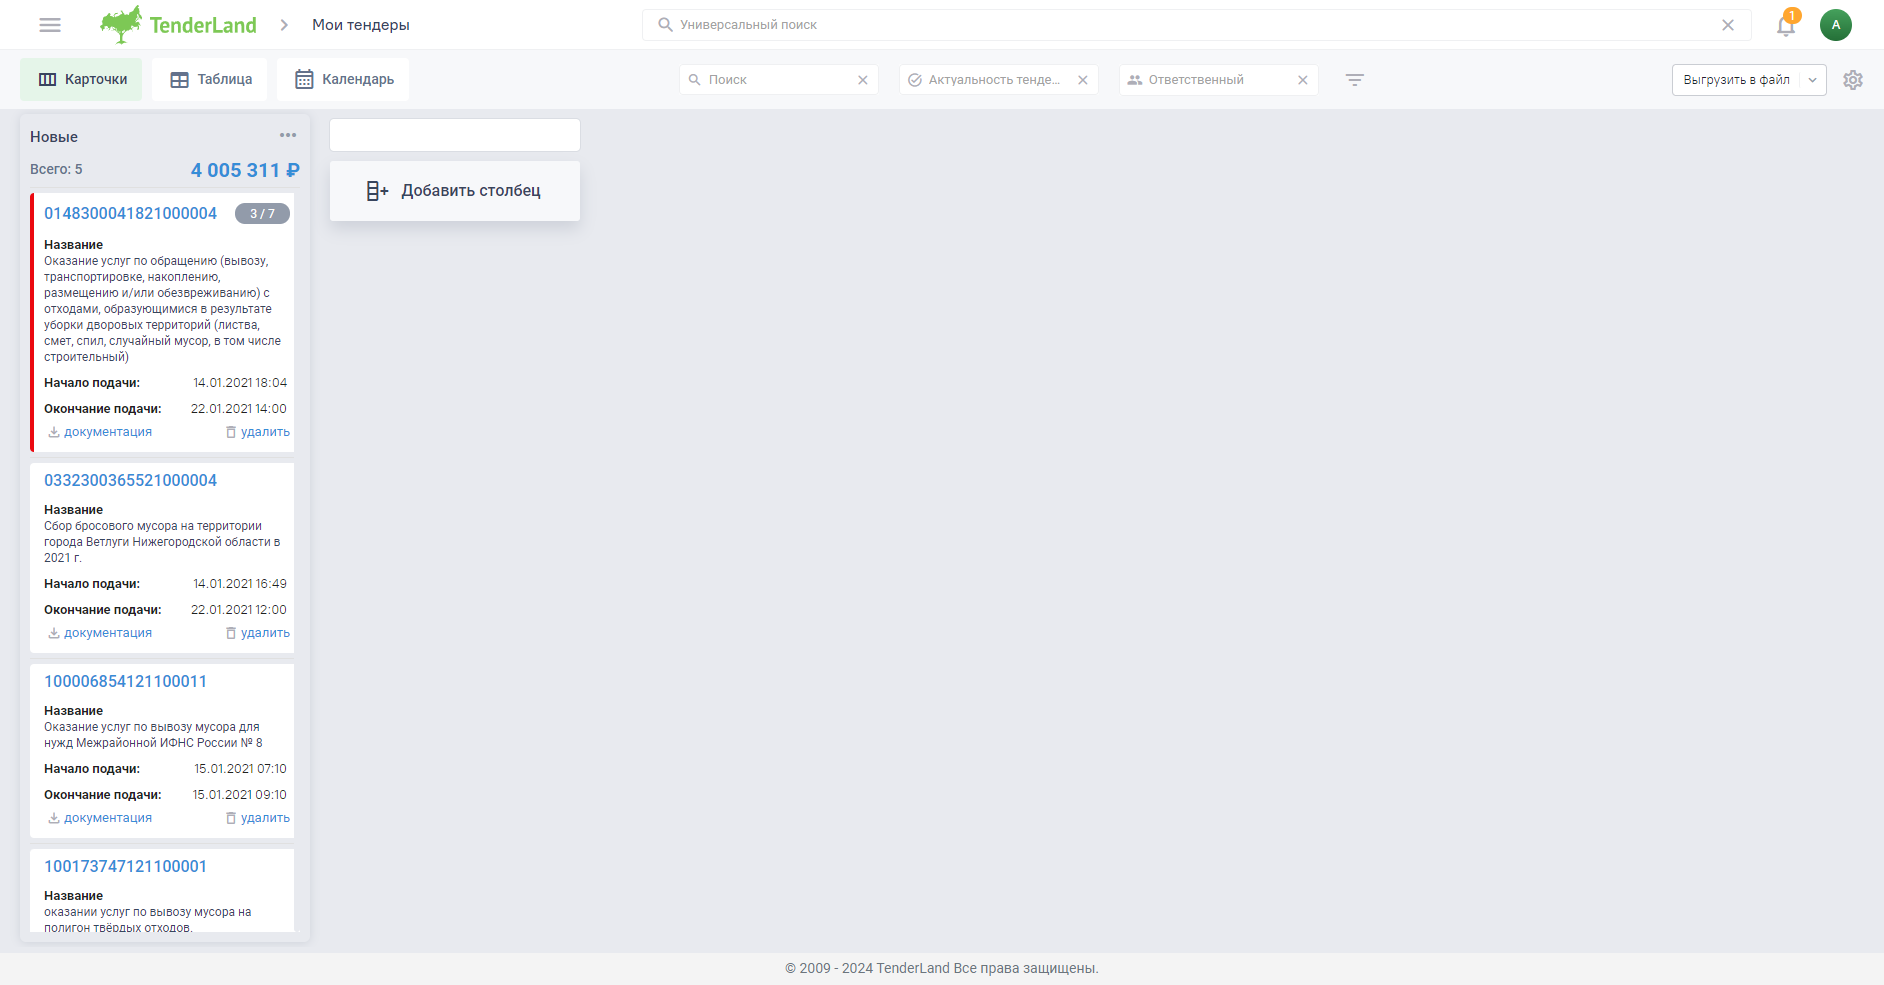 TenderLand
Мои тендеры
Универсальный поиск
1
А
Карточки
Таблица
Календарь
Поиск
Актуальность тенде...
Ответственный
Выгрузить в файл
Новые
Всего: 5
4 005 311 ₽
0148300041821000004
3 / 7
Название
Оказание услуг по обращению (вывозу,
транспортировке, накоплению,
размещению и/или обезвреживанию) с
отходами, образующимися в результате
уборки дворовых территорий (листва,
смет, спил, случайный мусор, в том числе
строительный)
Начало подачи: 14.01.2021 18:04
Окончание подачи: 22.01.2021 14:00
документация
удалить
0332300365521000004
Название
Сбор бросового мусора на территории
города Ветлуги Нижегородской области в
2021 г.
Начало подачи: 14.01.2021 16:49
Окончание подачи: 22.01.2021 12:00
документация
удалить
100006854121100011
Название
Оказание услуг по вывозу мусора для
нужд Межрайонной ИФНС России № 8
Начало подачи: 15.01.2021 07:10
Окончание подачи: 15.01.2021 09:10
документация
удалить
100173747121100001
Название
оказании услуг по вывозу мусора на
полигон твёрдых отходов.
Добавить столбец
© 2009 - 2024 TenderLand Все права защищены.